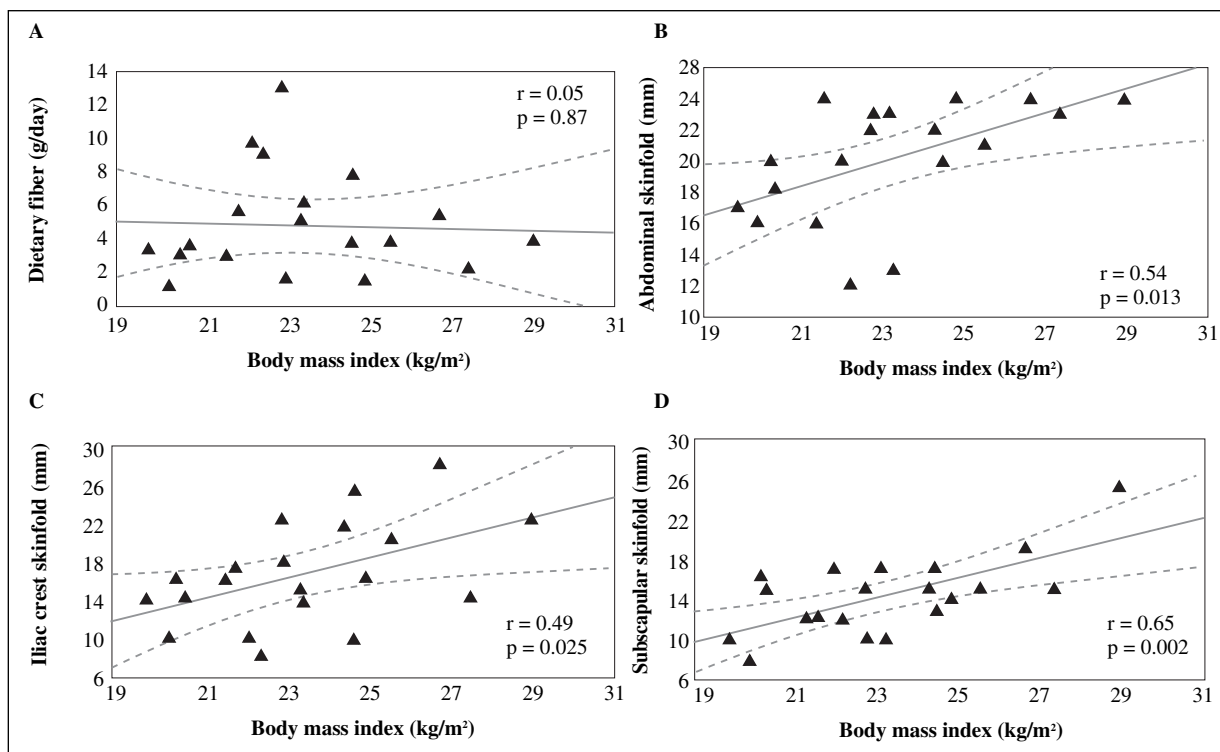 A
Dietary fiber (g/day)
14
12
10
8
6
4
2
0
r = 0.05
p = 0.87
19 21 23 25 27 29 31
Body mass index (kg/m²)
B
Abdominal skinfold (mm)
28
26
24
22
20
18
16
14
12
10
r = 0.54
p = 0.013
19 21 23 25 27 29 31
Body mass index (kg/m²)
C
Iliac crest skinfold (mm)
30
26
22
18
14
10
6
r = 0.49
p = 0.025
19 21 23 25 27 29 31
Body mass index (kg/m²)
D
Subscapular skinfold (mm)
30
26
22
18
14
10
6
r = 0.65
p = 0.002
19 21 23 25 27 29 31
Body mass index (kg/m²)